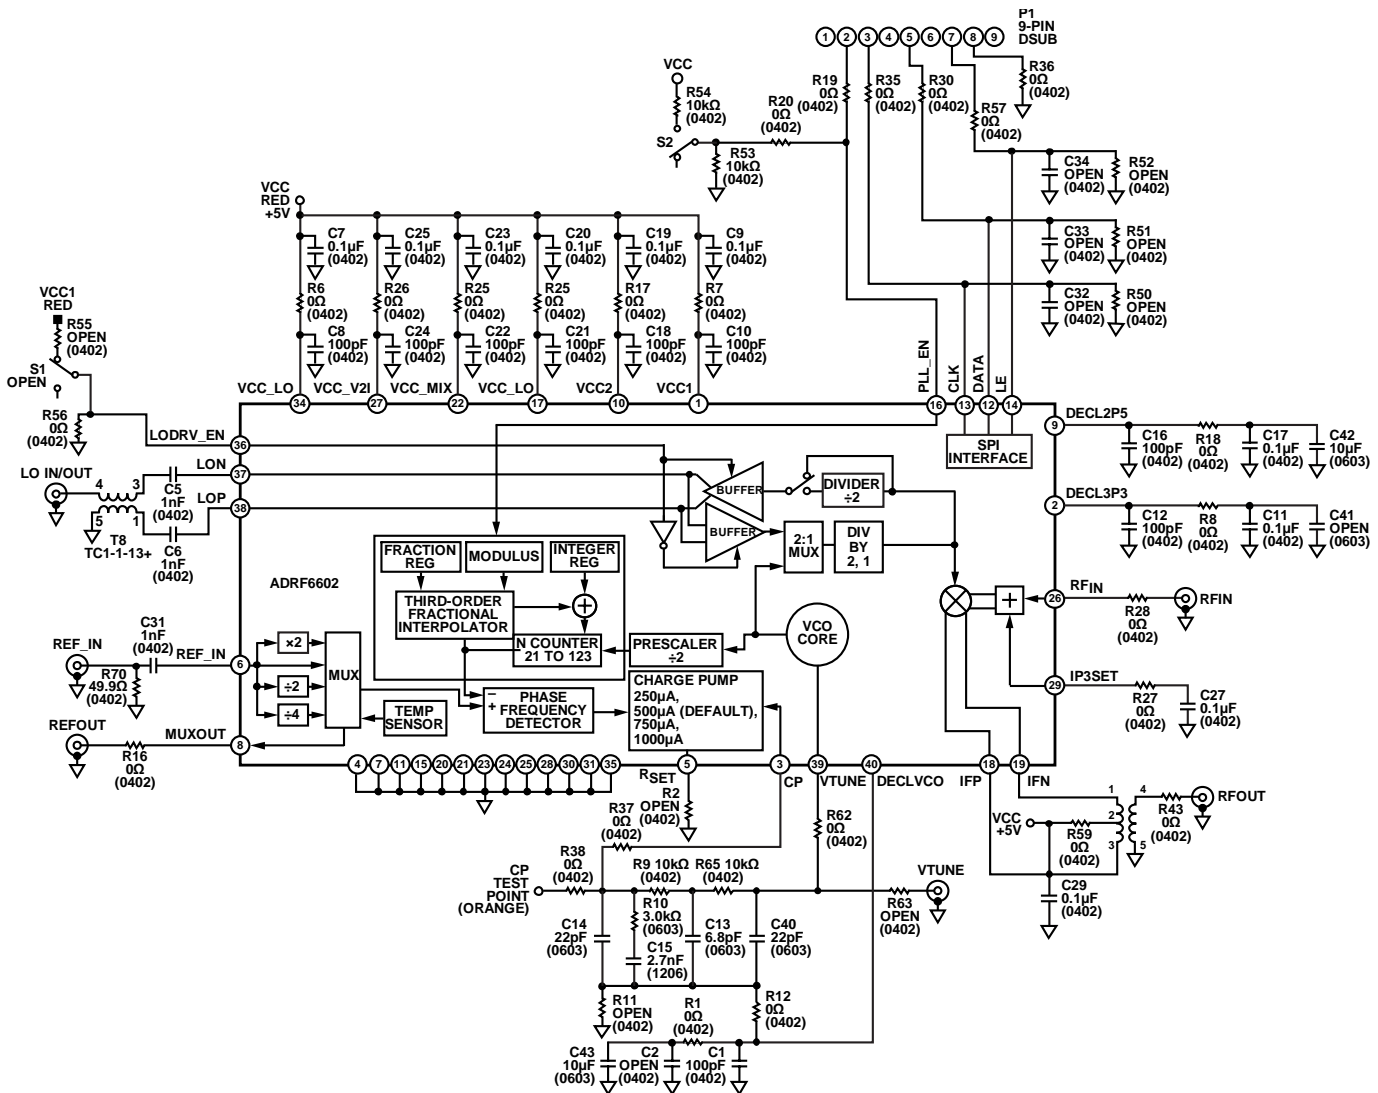 P1
9-PIN
DSUB
1 2 3 4 5 6 7 8 9
VCC
R54
10kΩ
(0402)
S2
R53
10kΩ
(0402)
R20
0Ω
(0402)
R19
0Ω
(0402)
R35
0Ω
(0402)
R30
0Ω
(0402)
R57
0Ω
(0402)
R36
0Ω
(0402)
C34
OPEN
(0402)
R52
OPEN
(0402)
C33
OPEN
(0402)
R51
OPEN
(0402)
C32
OPEN
(0402)
R50
OPEN
(0402)
VCC
RED
+5V
C7
0.1µF
(0402)
C25
0.1µF
(0402)
C23
0.1µF
(0402)
C20
0.1µF
(0402)
C19
0.1µF
(0402)
C9
0.1µF
(0402)
R6
0Ω
(0402)
R26
0Ω
(0402)
R25
0Ω
(0402)
R25
0Ω
(0402)
R17
0Ω
(0402)
R7
0Ω
(0402)
C8
100pF
(0402)
C24
100pF
(0402)
C22
100pF
(0402)
C21
100pF
(0402)
C18
100pF
(0402)
C10
100pF
(0402)
VCC1
RED
R55
OPEN
(0402)
S1
OPEN
R56
0Ω
(0402)
VCC_LO
34
VCC_V2I
27
VCC_MIX
22
VCC_LO
17
VCC2
10
VCC1
1
PLL_EN
16
CLK
13
DATA
12
LE
14
LODRV_EN
36
LON
37
LOP
38
LO IN/OUT
4 3
5 1
T8
TC1-1-13+
C5
1nF
(0402)
C6
1nF
(0402)
SPI
INTERFACE
9
DECL2P5
C16
100pF
(0402)
R18
0Ω
(0402)
C17
0.1µF
(0402)
C42
10µF
(0603)
2
DECL3P3
C12
100pF
(0402)
R8
0Ω
(0402)
C11
0.1µF
(0402)
C41
OPEN
(0603)
BUFFER
BUFFER
DIVIDER
÷2
2:1
MUX
DIV
BY
2, 1
ADRF6602
FRACTION
REG
MODULUS
INTEGER
REG
THIRD-ORDER
FRACTIONAL
INTERPOLATOR
+
N COUNTER
21 TO 123
PRESCALER
÷2
VCO
CORE
+
26
RFIN
R28
0Ω
(0402)
RFIN
29
IP3SET
R27
0Ω
(0402)
C27
0.1µF
(0402)
REF_IN
C31
1nF
(0402)
REF_IN
6
R70
49.9Ω
(0402)
×2
÷2
÷4
MUX
TEMP
SENSOR
−
+
PHASE
FREQUENCY
DETECTOR
CHARGE PUMP
250µA,
500µA (DEFAULT),
750µA,
1000µA
REFOUT
R16
0Ω
(0402)
MUXOUT
8
4 7 11 15 20 21 23 24 25 28 30 31 35
RSET
5
R2
OPEN
(0402)
3
CP
39
VTUNE
40
DECLVCO
18
IFP
19
IFN
R37
0Ω
(0402)
R62
0Ω
(0402)
VCC
+5V
R59
0Ω
(0402)
1
2
3
4
5
R43
0Ω
(0402)
RFOUT
C29
0.1µF
(0402)
CP
TEST
POINT
(ORANGE)
R38
0Ω
(0402)
R9 10kΩ
(0402)
R65 10kΩ
(0402)
R63
OPEN
(0402)
VTUNE
C14
22pF
(0603)
R10
3.0kΩ
(0603)
C15
2.7nF
(1206)
C13
6.8pF
(0603)
C40
22pF
(0603)
R11
OPEN
(0402)
R1
0Ω
(0402)
R12
0Ω
(0402)
C43
10µF
(0603)
C2
OPEN
(0402)
C1
100pF
(0402)